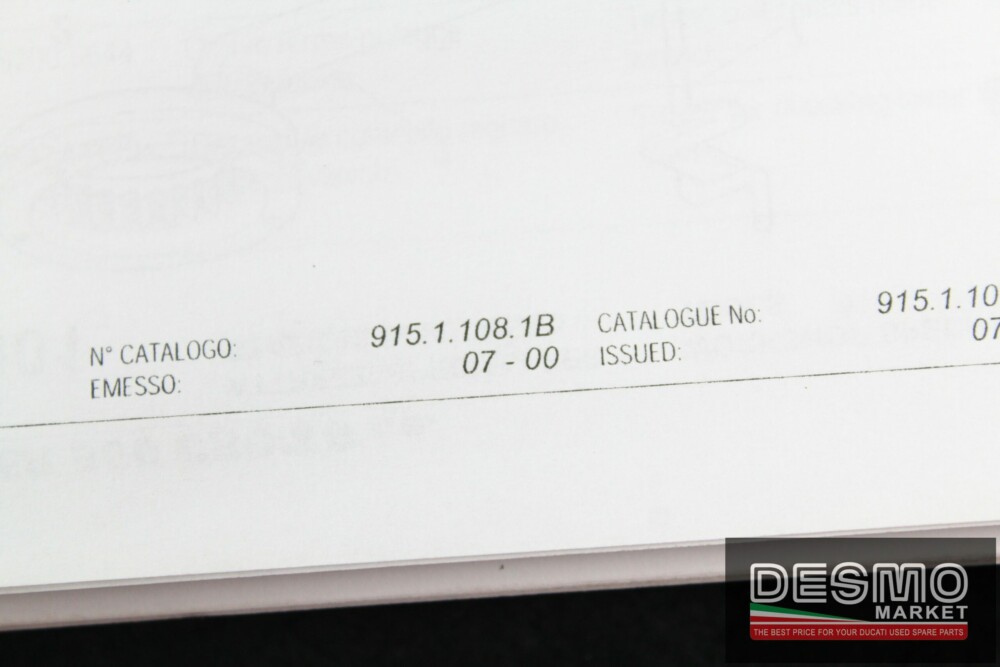 N° CATALOGO: 915.1.108.1B CATALOGUE No: 915.1.10
EMESSO: 07 - 00 ISSUED: 07
DESMO
MARKET
THE BEST PRICE FOR YOUR DUCATI USED SPARE PARTS